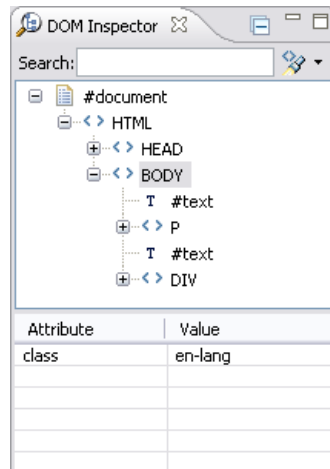 DOM Inspector
Search:
#document
HTML
HEAD
BODY
T #text
P
T #text
DIV
Attribute Value
class en-lang